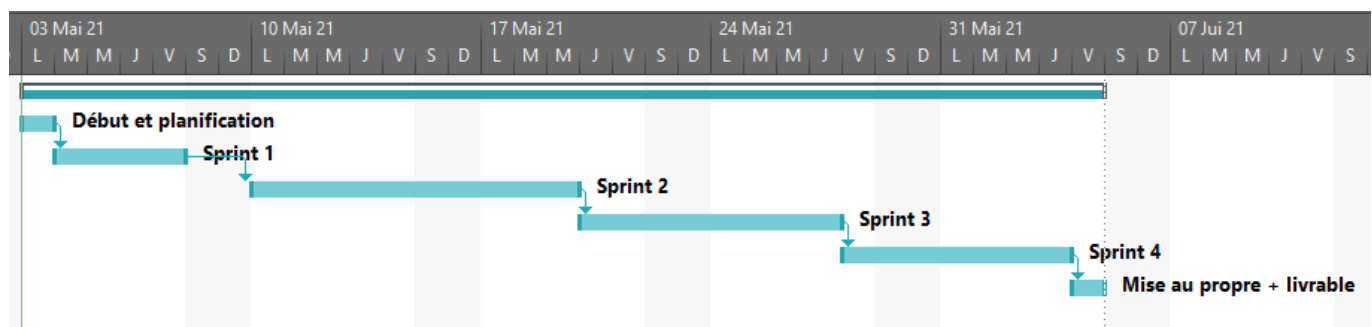 03 Mai 21 10 Mai 21 17 Mai 21 24 Mai 21 31 Mai 21 07 Jui 21
D L M M J V S D L M M J V S D L M M J V S D L M M J V S D L M M J V S D L M M J V S
Début et planification
Sprint 1
Sprint 2
Sprint 3
Sprint 4
Mise au propre + livrable